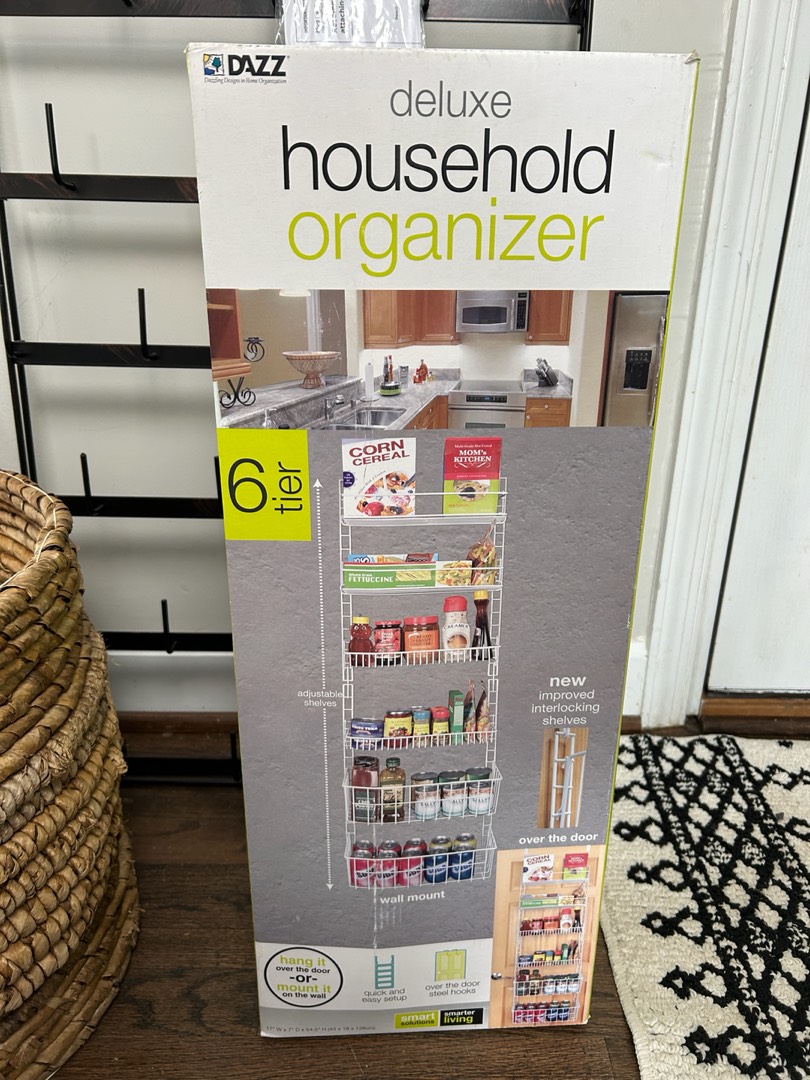 DAZZ
Dazzling Designs in Home Organization
deluxe
household
organizer
6 tier
CORN
CEREAL
MOM's
KITCHEN
FETTUCCINE
CREAMER
adjustable
shelves
new
improved
interlocking
shelves
over the door
CORN
wall mount
hang it
over the door
-or-
mount it
on the wall
quick and
easy setup
over the door
steel hooks
smart
solutions
smarter
living